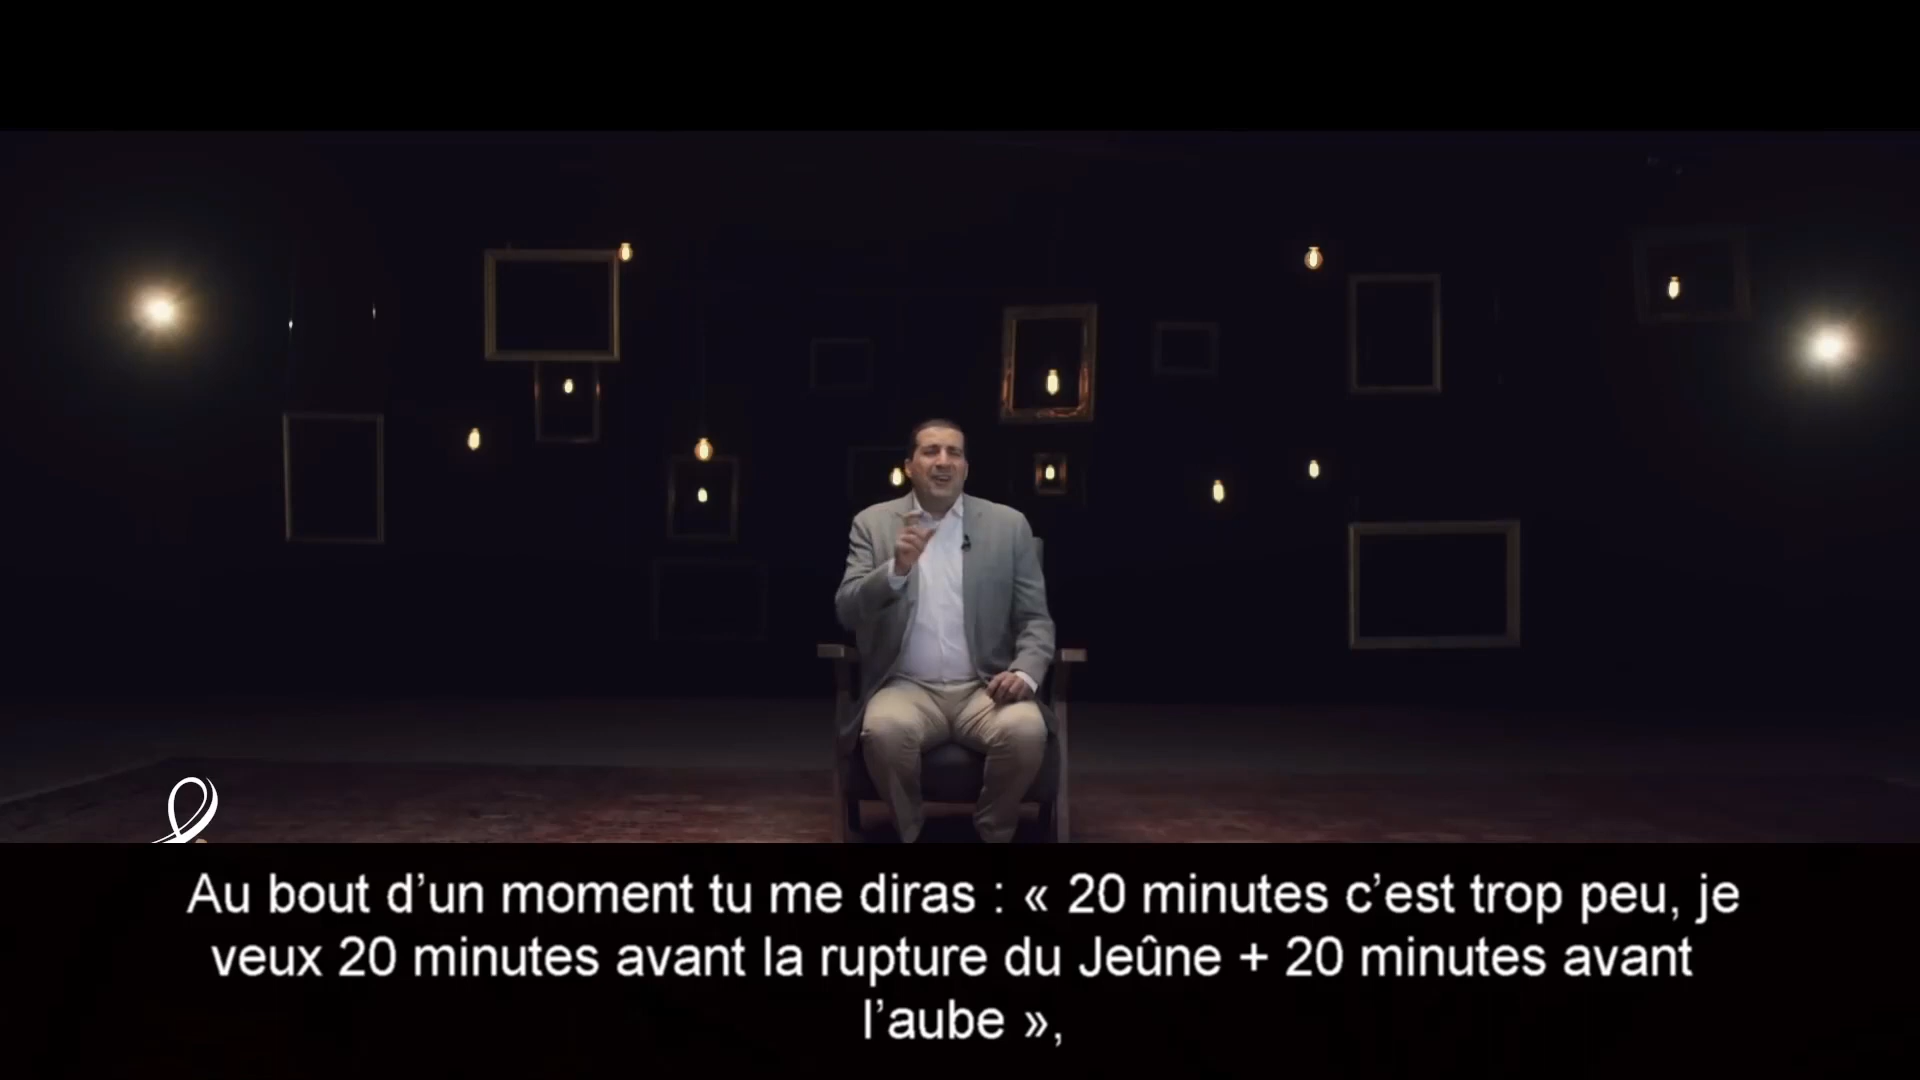 Au bout d’un moment tu me diras : « 20 minutes c’est trop peu, je
veux 20 minutes avant la rupture du Jeûne + 20 minutes avant
l’aube »,